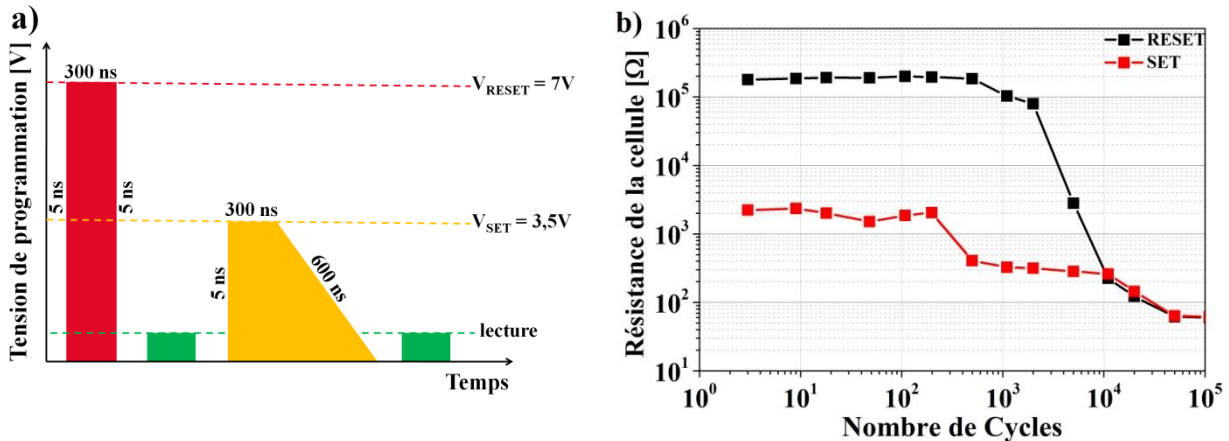 a)
Tension de programmation [V]
300 ns
V_RESET = 7V
5 ns
5 ns
300 ns
V_SET = 3,5V
5 ns
600 ns
lecture
Temps
b)
Résistance de la cellule [Ω]
10^6
10^5
10^4
10^3
10^2
10^1
RESET
SET
10^0
10^1
10^2
10^3
10^4
10^5
Nombre de Cycles